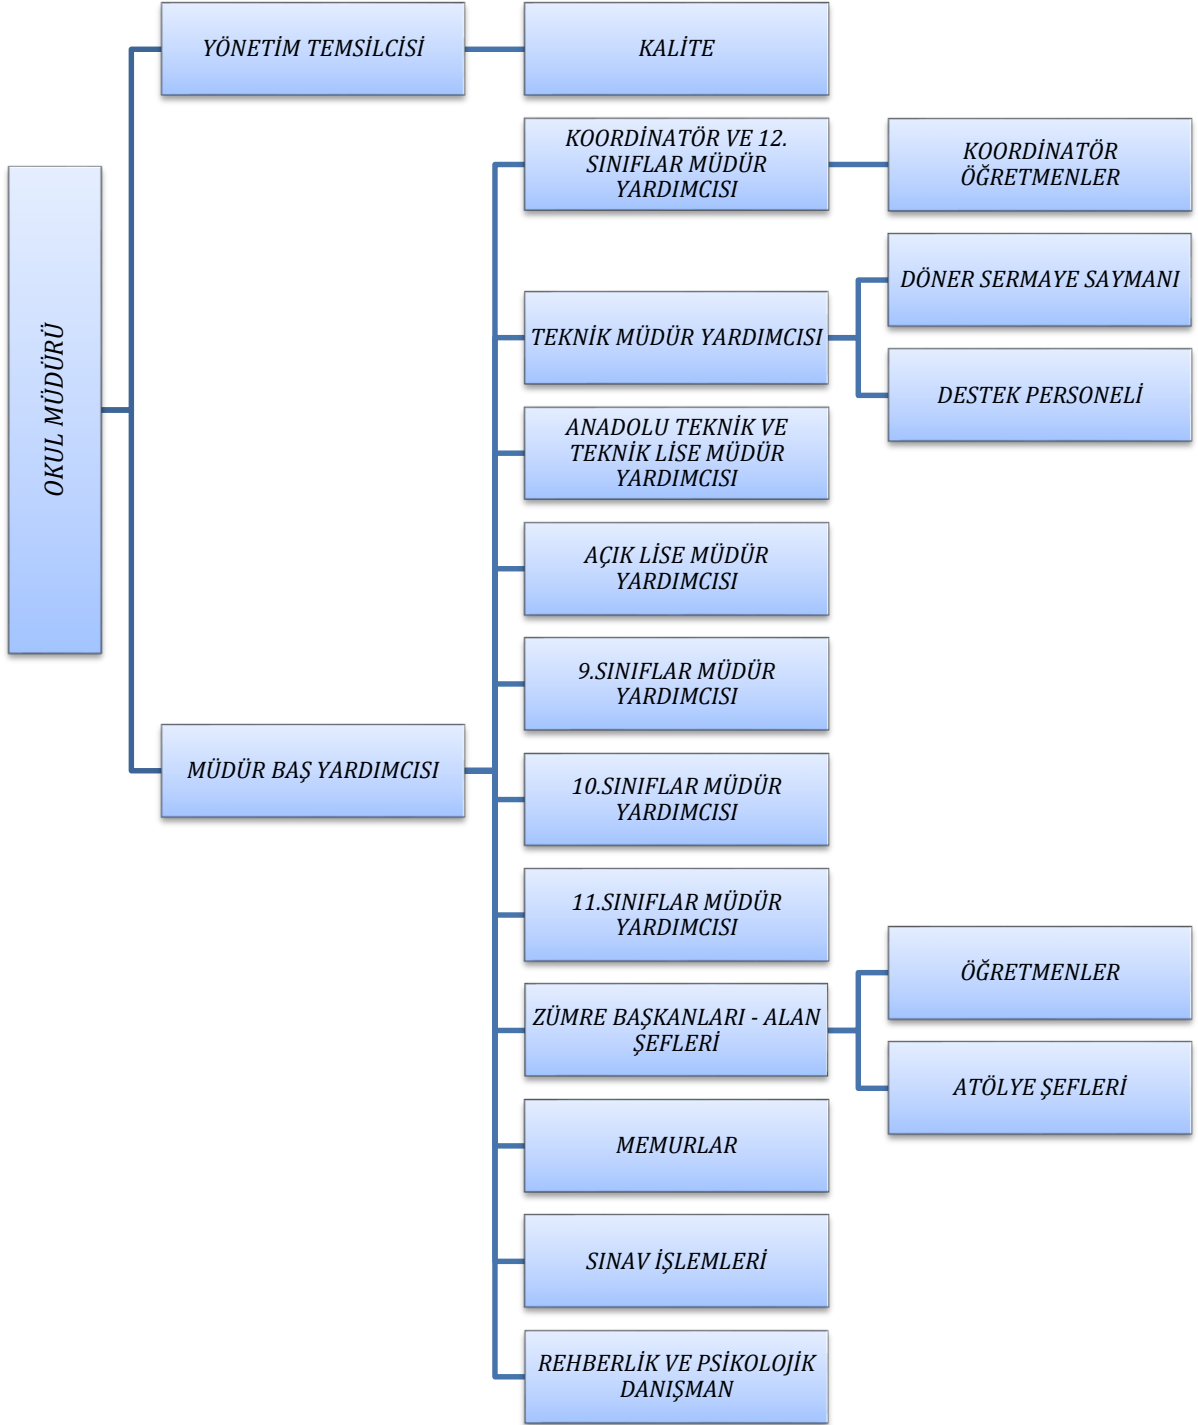 OKUL MÜDÜRÜ
YÖNETİM TEMSİLCİSİ
KALİTE
MÜDÜR BAŞ YARDIMCISI
KOORDİNATÖR VE 12.
SINIFLAR MÜDÜR
YARDIMCISI
KOORDİNATÖR
ÖĞRETMENLER
TEKNİK MÜDÜR YARDIMCISI
DÖNER SERMAYE SAYMANI
DESTEK PERSONELİ
ANADOLU TEKNİK VE
TEKNİK LİSE MÜDÜR
YARDIMCISI
AÇIK LİSE MÜDÜR
YARDIMCISI
9.SINIFLAR MÜDÜR
YARDIMCISI
10.SINIFLAR MÜDÜR
YARDIMCISI
11.SINIFLAR MÜDÜR
YARDIMCISI
ZÜMRE BAŞKANLARI - ALAN
ŞEFLERİ
ÖĞRETMENLER
ATÖLYE ŞEFLERİ
MEMURLAR
SINAV İŞLEMLERİ
REHBERLİK VE PSİKOLOJİK
DANIŞMAN